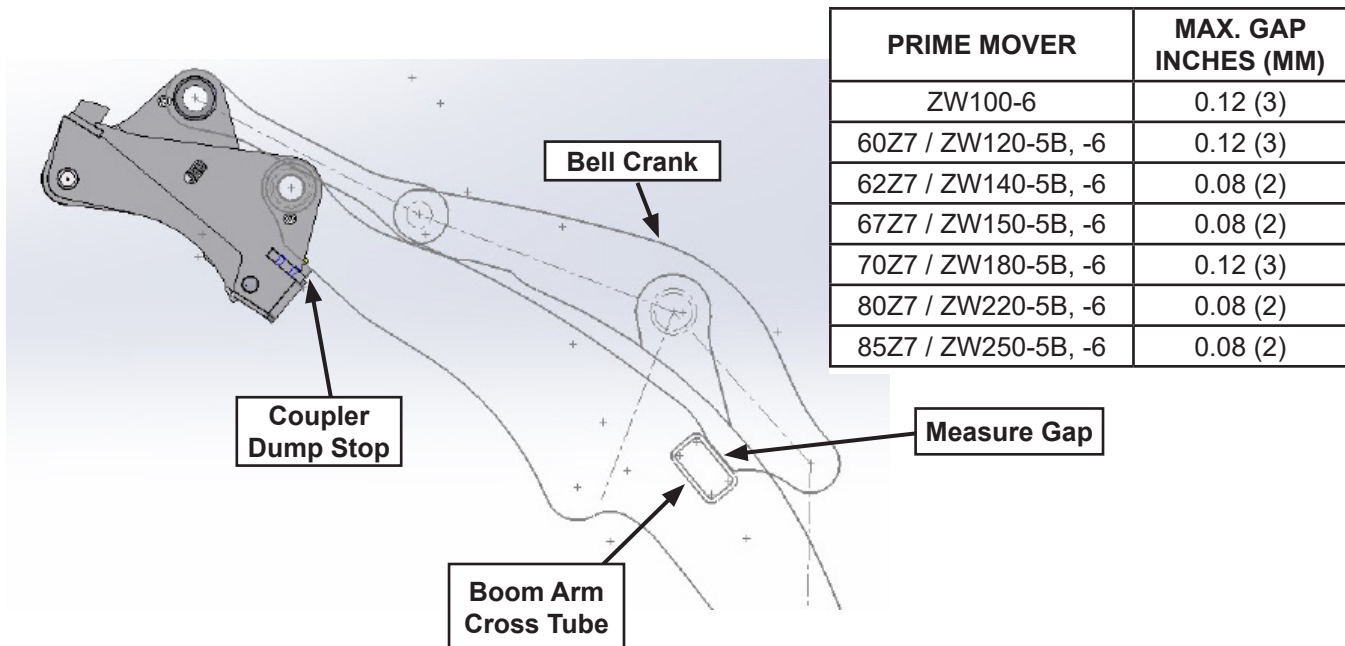 PRIME MOVER
MAX. GAP
INCHES (MM)
ZW100-6
0.12 (3)
60Z7 / ZW120-5B, -6
0.12 (3)
62Z7 / ZW140-5B, -6
0.08 (2)
67Z7 / ZW150-5B, -6
0.08 (2)
70Z7 / ZW180-5B, -6
0.12 (3)
80Z7 / ZW220-5B, -6
0.08 (2)
85Z7 / ZW250-5B, -6
0.08 (2)
Bell Crank
Coupler
Dump Stop
Measure Gap
Boom Arm
Cross Tube